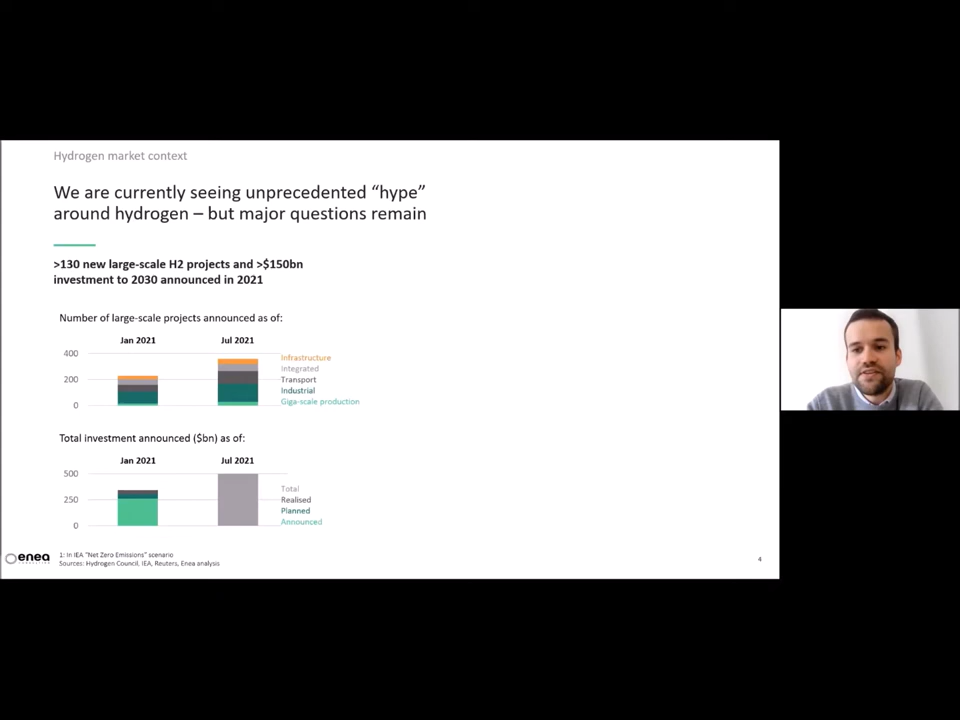 Hydrogen market context
We are currently seeing unprecedented “hype”
around hydrogen – but major questions remain
>130 new large-scale H2 projects and >$150bn
investment to 2030 announced in 2021
Number of large-scale projects announced as of:
Jan 2021
Jul 2021
400
200
0
Infrastructure
Integrated
Transport
Industrial
Giga-scale production
Total investment announced ($bn) as of:
Jan 2021
Jul 2021
500
250
0
Total
Realised
Planned
Announced
enea
1: In IEA “Net Zero Emissions” scenario
Sources: Hydrogen Council, IEA, Reuters, Enea analysis
4